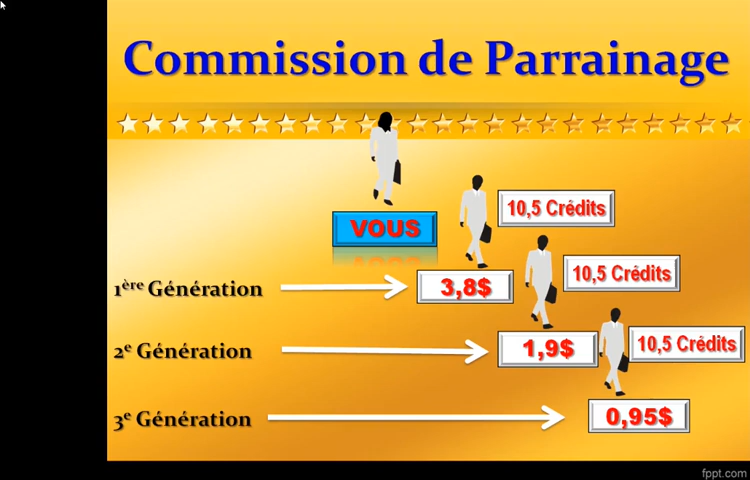 Commission de Parrainage
10,5 Crédits
VOUS
10,5 Crédits
1ère Génération
3,8$
10,5 Crédits
2e Génération
1,9$
3e Génération
0,95$
fppt.com